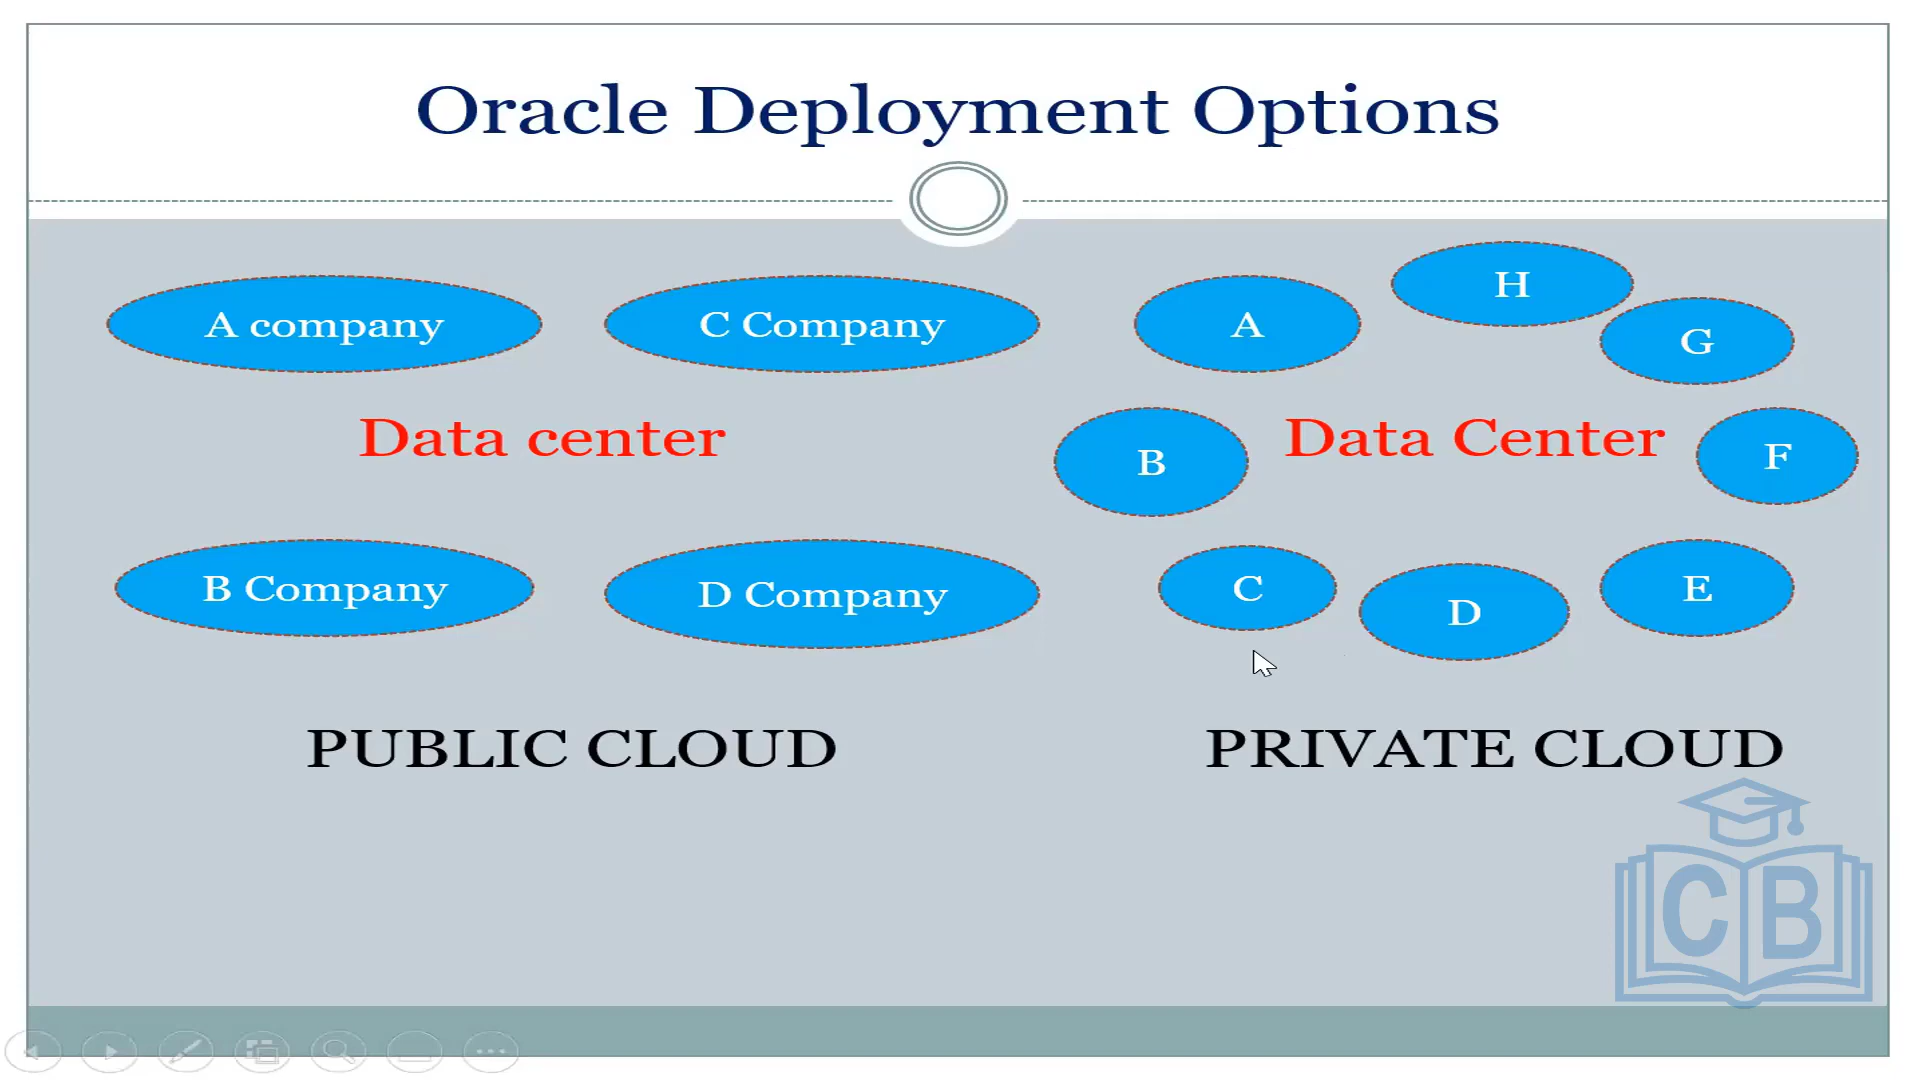 Oracle Deployment Options
A company
C Company
Data center
B Company
D Company
PUBLIC CLOUD
A
H
G
B
Data Center
F
C
D
E
PRIVATE CLOUD
CB